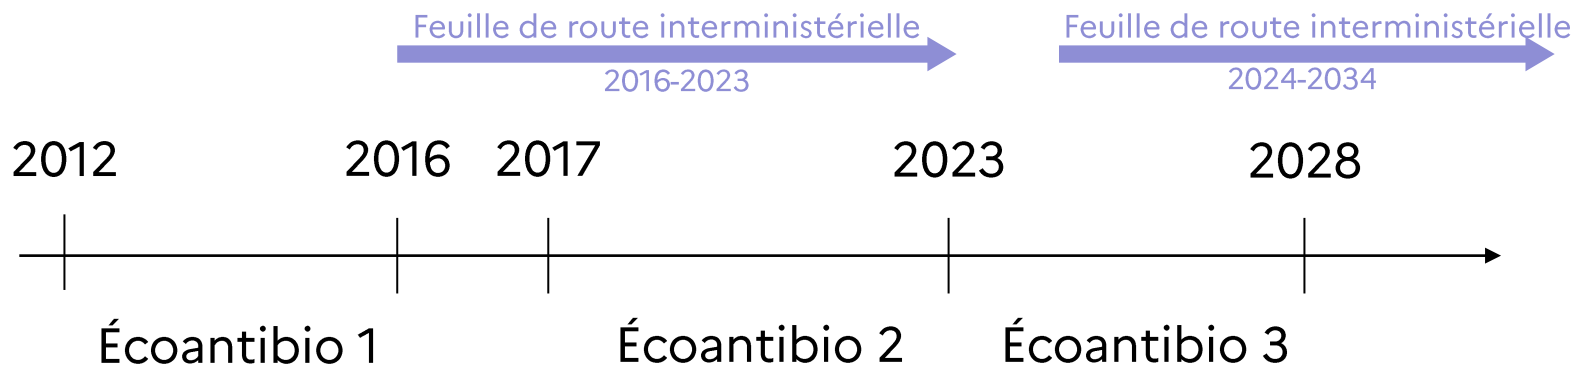 Feuille de route interministérielle
2016-2023
Feuille de route interministérielle
2024-2034
2012
2016
2017
2023
2028
Écoantibio 1
Écoantibio 2
Écoantibio 3